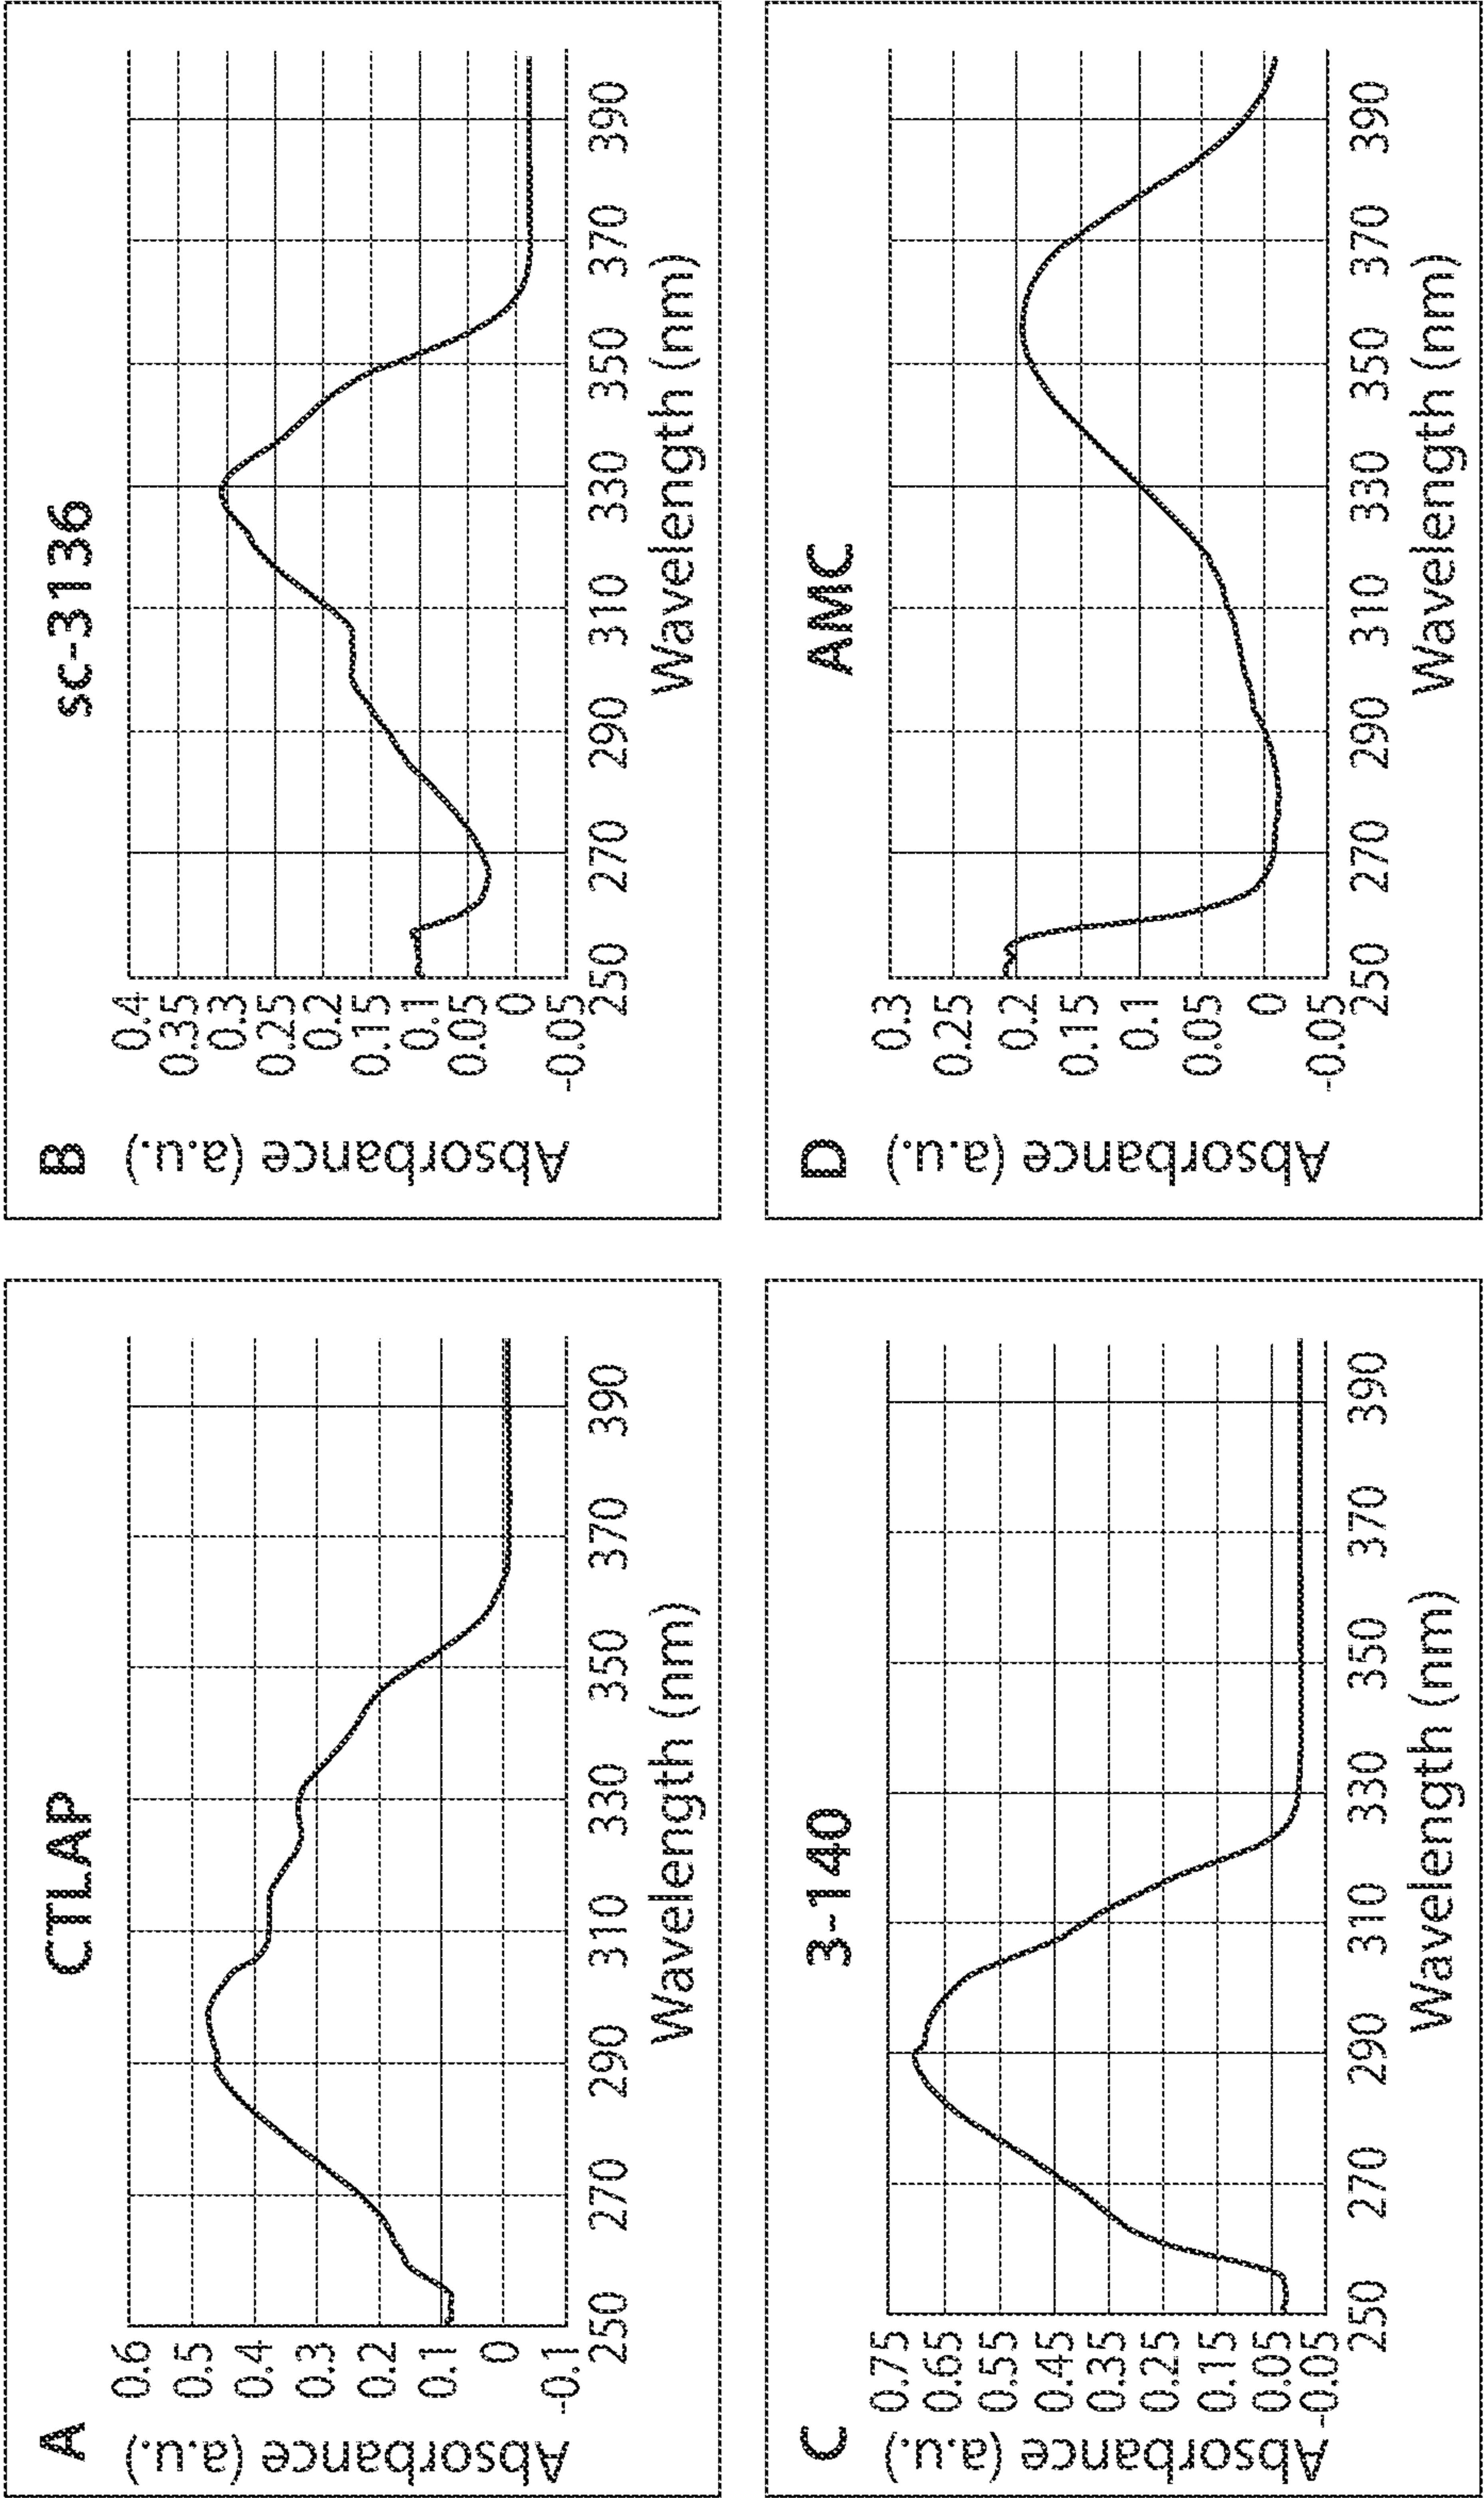 A
CTLAP
Absorbance (a.u.)
0.6
0.5
0.4
0.3
0.2
0.1
0
-0.1
250 270 290 310 330 350 370 390
Wavelength (nm)
B
sc-3136
Absorbance (a.u.)
0.4
0.35
0.3
0.25
0.2
0.15
0.1
0.05
0
-0.05
250 270 290 310 330 350 370 390
Wavelength (nm)
C
3-140
Absorbance (a.u.)
0.75
0.65
0.55
0.45
0.35
0.25
0.15
0.05
-0.05
250 270 290 310 330 350 370 390
Wavelength (nm)
D
AMC
Absorbance (a.u.)
0.3
0.25
0.2
0.15
0.1
0.05
0
-0.05
250 270 290 310 330 350 370 390
Wavelength (nm)